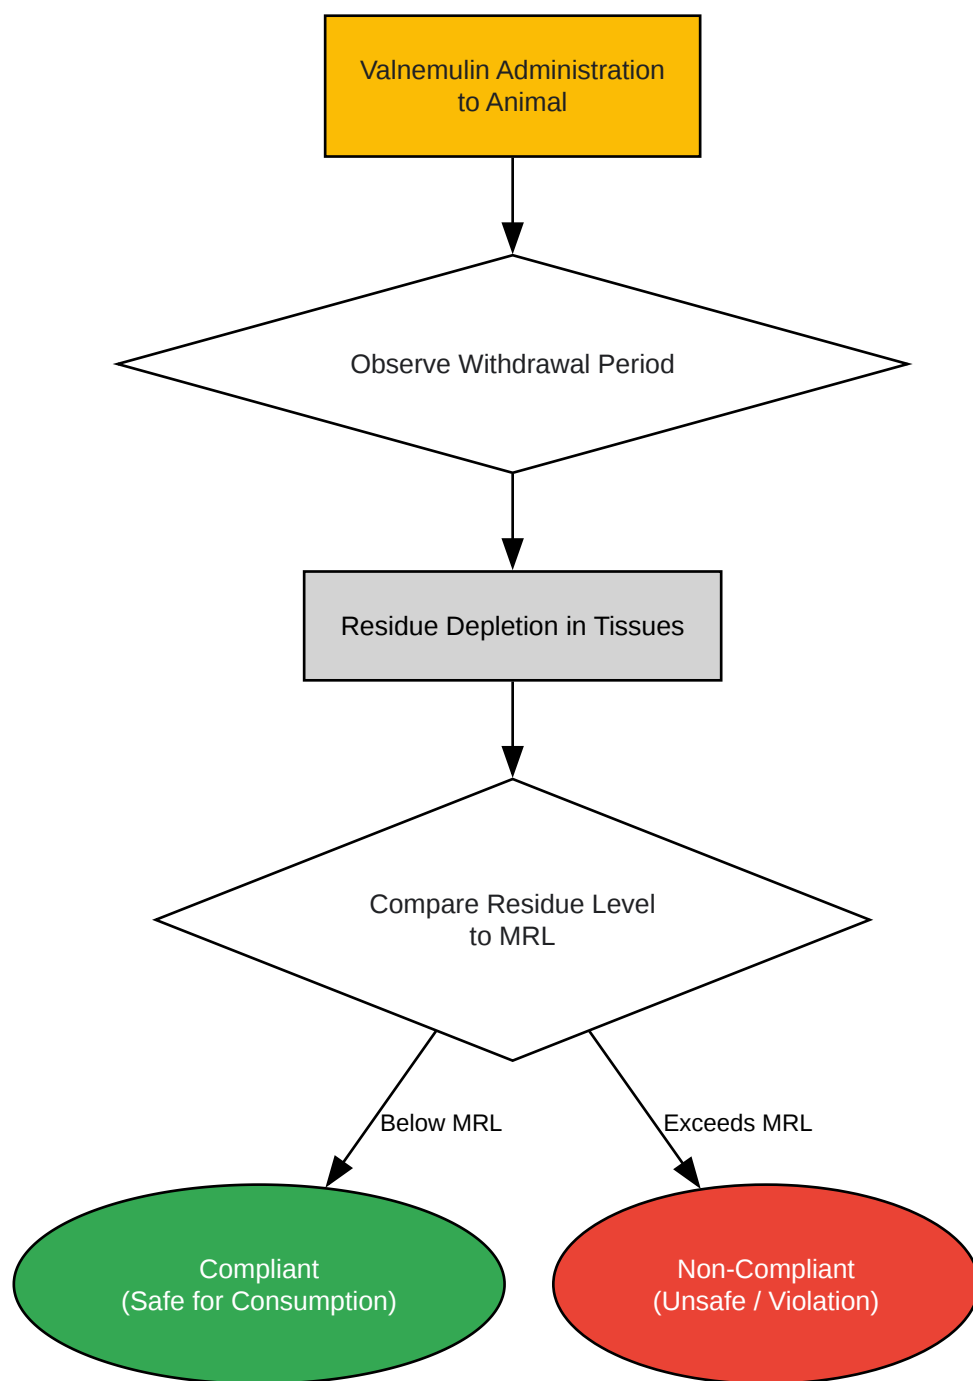 Valnemulin Administration
to Animal
Observe Withdrawal Period
Residue Depletion in Tissues
Compare Residue Level
to MRL
Below MRL
Exceeds MRL
Compliant
(Safe for Consumption)
Non-Compliant
(Unsafe / Violation)